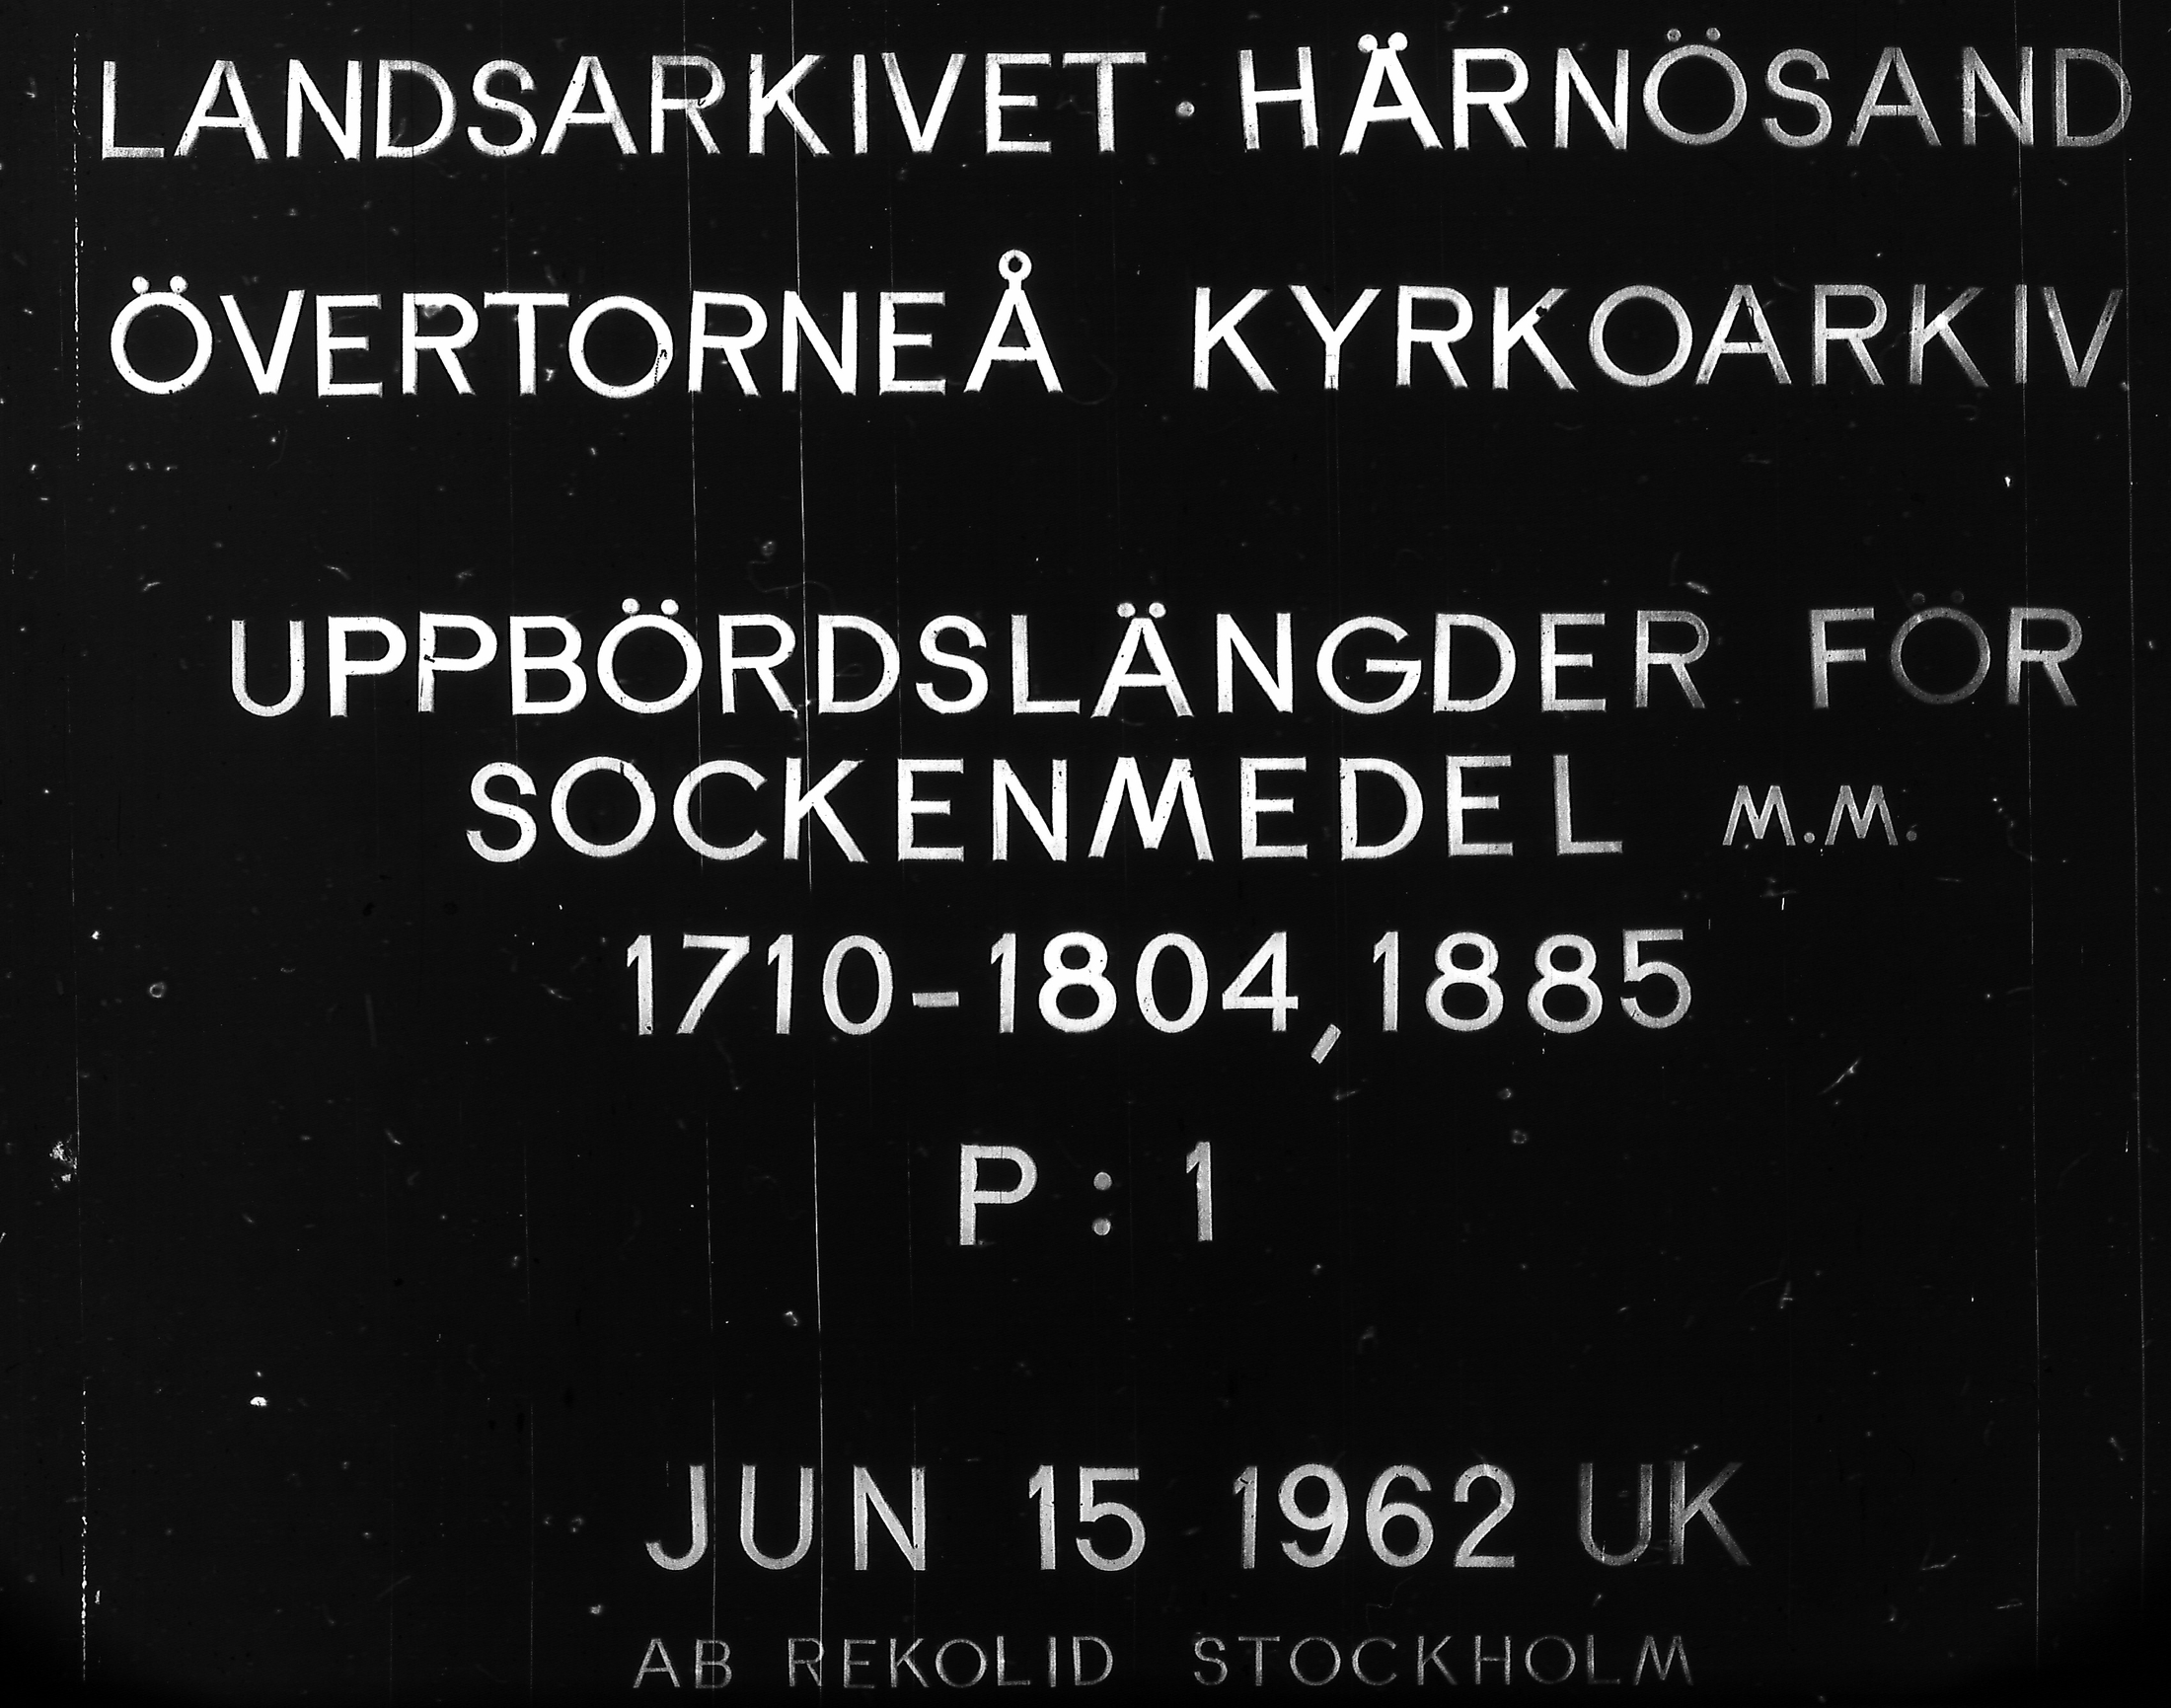 LANDSARKIVET · HÄRNÖSAND
ÖVERTORNEÅ KYRKOARKIV
UPPBÖRDSLÄNGDER FÖR
SOCKENMEDEL M.M.
1710-1804, 1885
P : 1
JUN 15 1962 UK
AB REKOLID STOCKHOLM